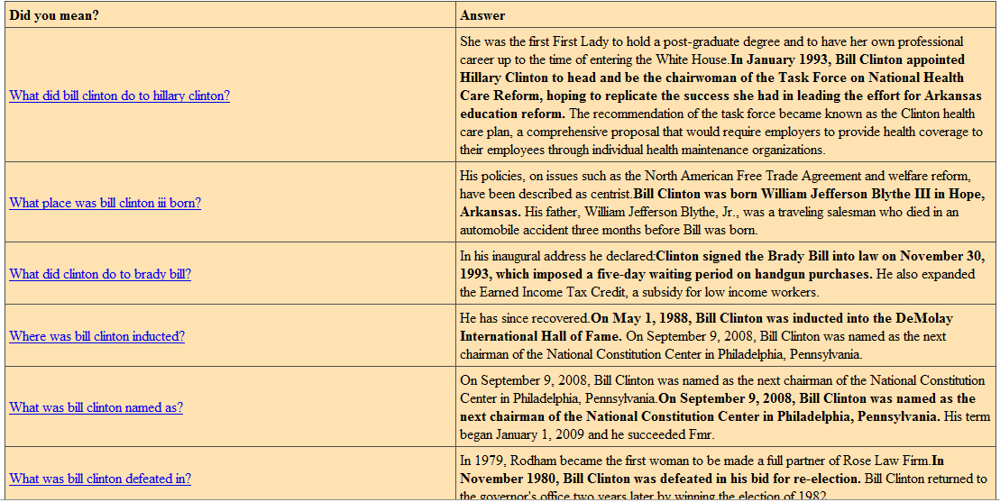 Did you mean?
Answer
What did bill clinton do to hillary clinton?
She was the first First Lady to hold a post-graduate degree and to have her own professional
career up to the time of entering the White House.In January 1993, Bill Clinton appointed
Hillary Clinton to head and be the chairwoman of the Task Force on National Health
Care Reform, hoping to replicate the success she had in leading the effort for Arkansas
education reform. The recommendation of the task force became known as the Clinton health
care plan, a comprehensive proposal that would require employers to provide health coverage to
their employees through individual health maintenance organizations.
What place was bill clinton iii born?
His policies, on issues such as the North American Free Trade Agreement and welfare reform,
have been described as centrist.Bill Clinton was born William Jefferson Blythe III in Hope,
Arkansas. His father, William Jefferson Blythe, Jr., was a traveling salesman who died in an
automobile accident three months before Bill was born.
What did clinton do to brady bill?
In his inaugural address he declared:Clinton signed the Brady Bill into law on November 30,
1993, which imposed a five-day waiting period on handgun purchases. He also expanded
the Earned Income Tax Credit, a subsidy for low income workers.
Where was bill clinton inducted?
He has since recovered.On May 1, 1988, Bill Clinton was inducted into the DeMolay
International Hall of Fame. On September 9, 2008, Bill Clinton was named as the next
chairman of the National Constitution Center in Philadelphia, Pennsylvania.
What was bill clinton named as?
On September 9, 2008, Bill Clinton was named as the next chairman of the National Constitution
Center in Philadelphia, Pennsylvania.On September 9, 2008, Bill Clinton was named as the
next chairman of the National Constitution Center in Philadelphia, Pennsylvania. His term
began January 1, 2009 and he succeeded Fmr.
What was bill clinton defeated in?
In 1979, Rodham became the first woman to be made a full partner of Rose Law Firm.In
November 1980, Bill Clinton was defeated in his bid for re-election. Bill Clinton returned to
the governor's office two years later by winning the election of 1982.